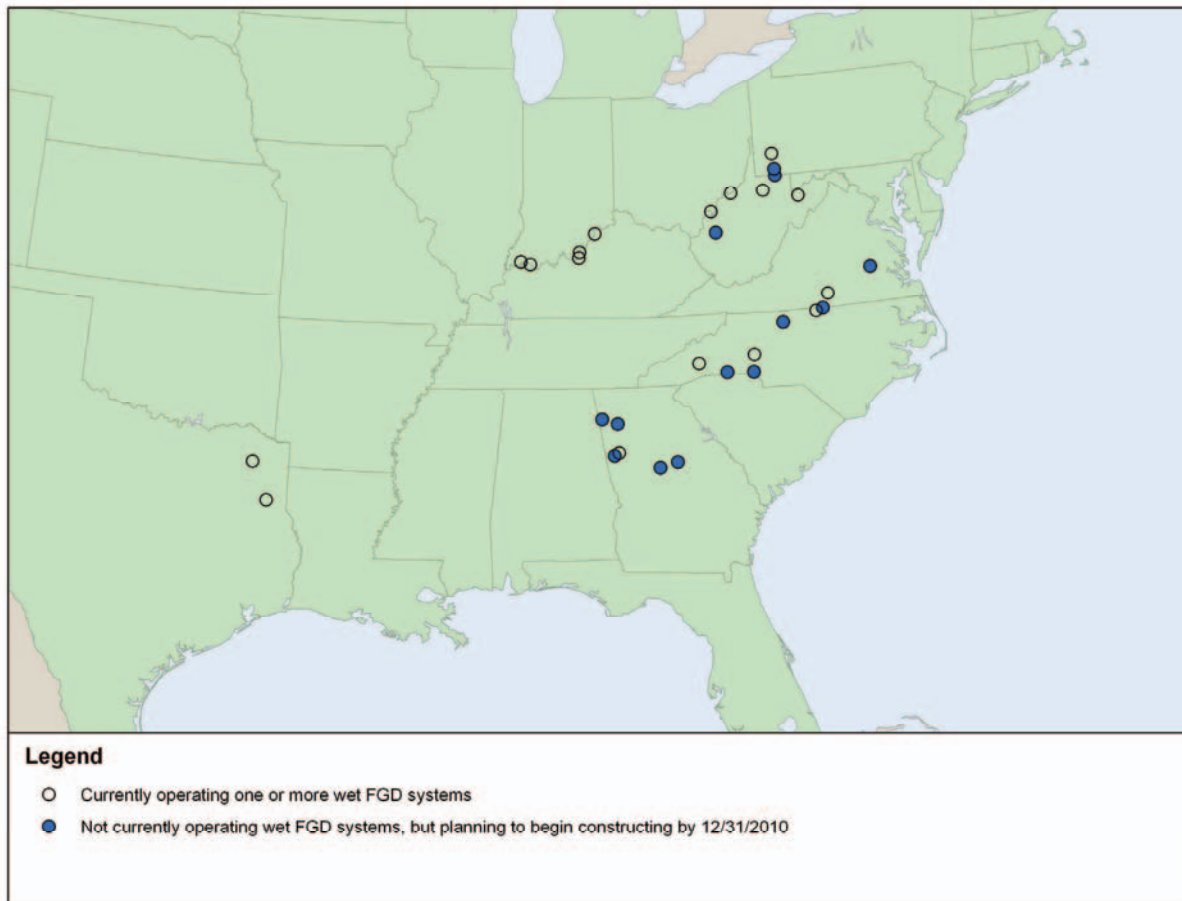 Legend
Currently operating one or more wet FGD systems
Not currently operating wet FGD systems, but planning to begin constructing by 12/31/2010